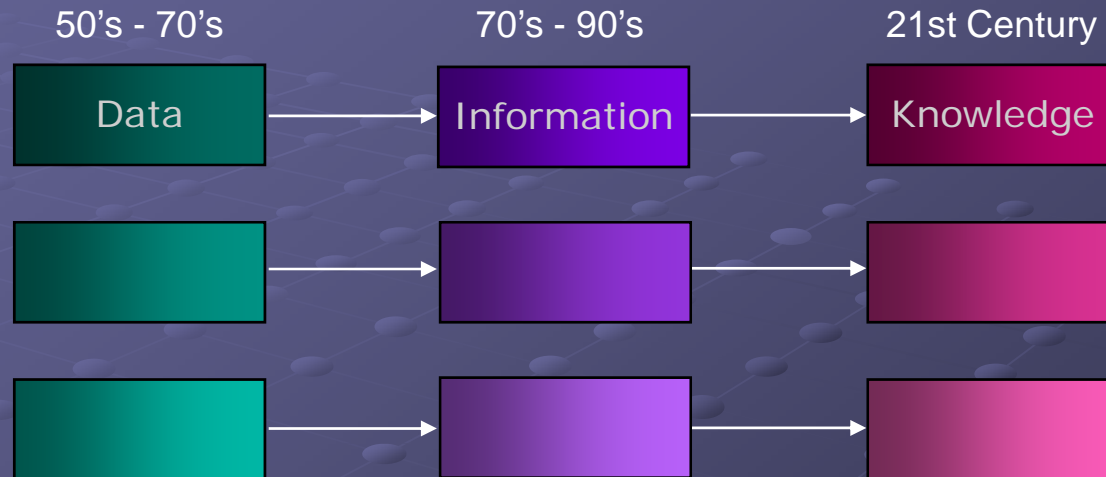 50’s - 70’s 70’s - 90’s 21st Century
Data Information Knowledge